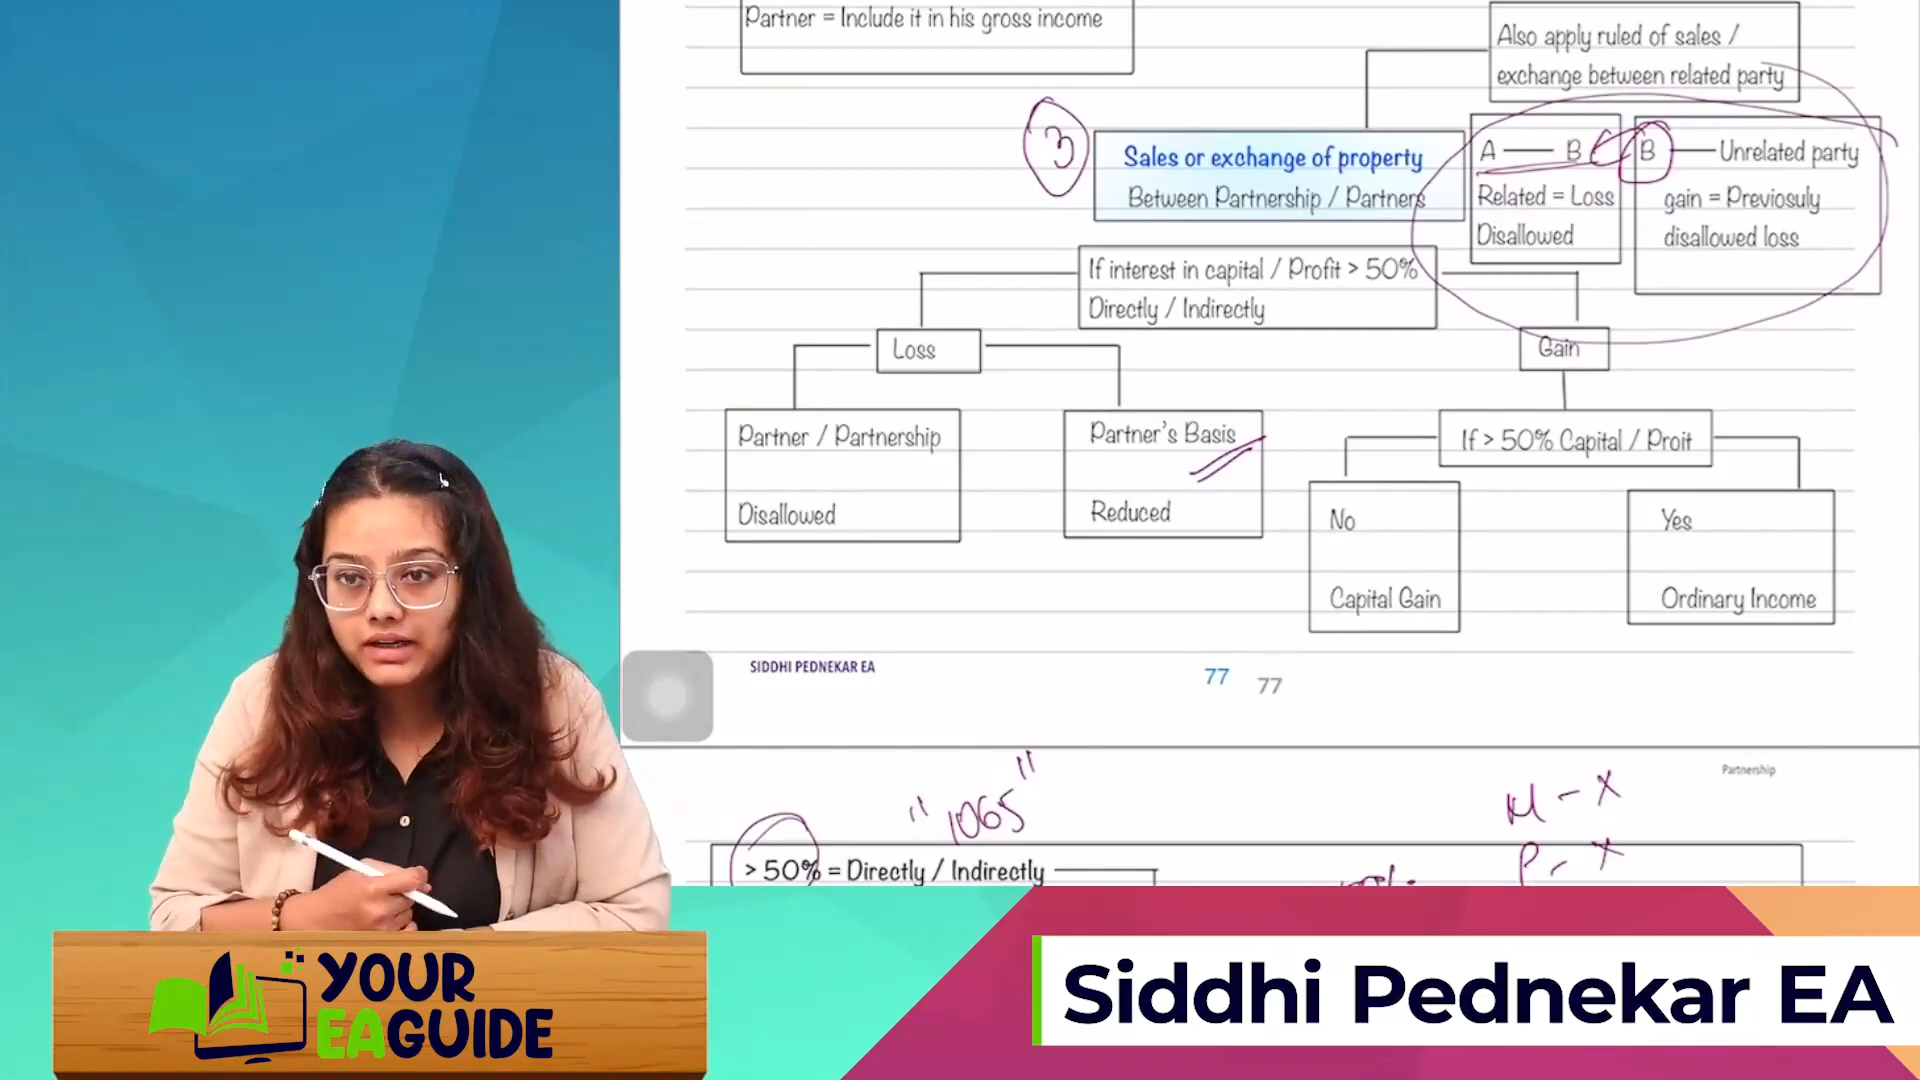 Partner = Include it in his gross income
Also apply ruled of sales /
exchange between related party
3
Sales or exchange of property
Between Partnership / Partners
A — B
Related = Loss
Disallowed
B — Unrelated party
gain = Previosuly
disallowed loss
If interest in capital / Profit > 50%
Directly / Indirectly
Loss
Gain
Partner / Partnership
Disallowed
Partner's Basis
Reduced
If > 50% Capital / Proit
No
Capital Gain
Yes
Ordinary Income
SIDDHI PEDNEKAR EA
77
77
Partnership
"1065"
M - X
P - X
> 50% = Directly / Indirectly
YOUR
EAGUIDE
Siddhi Pednekar EA